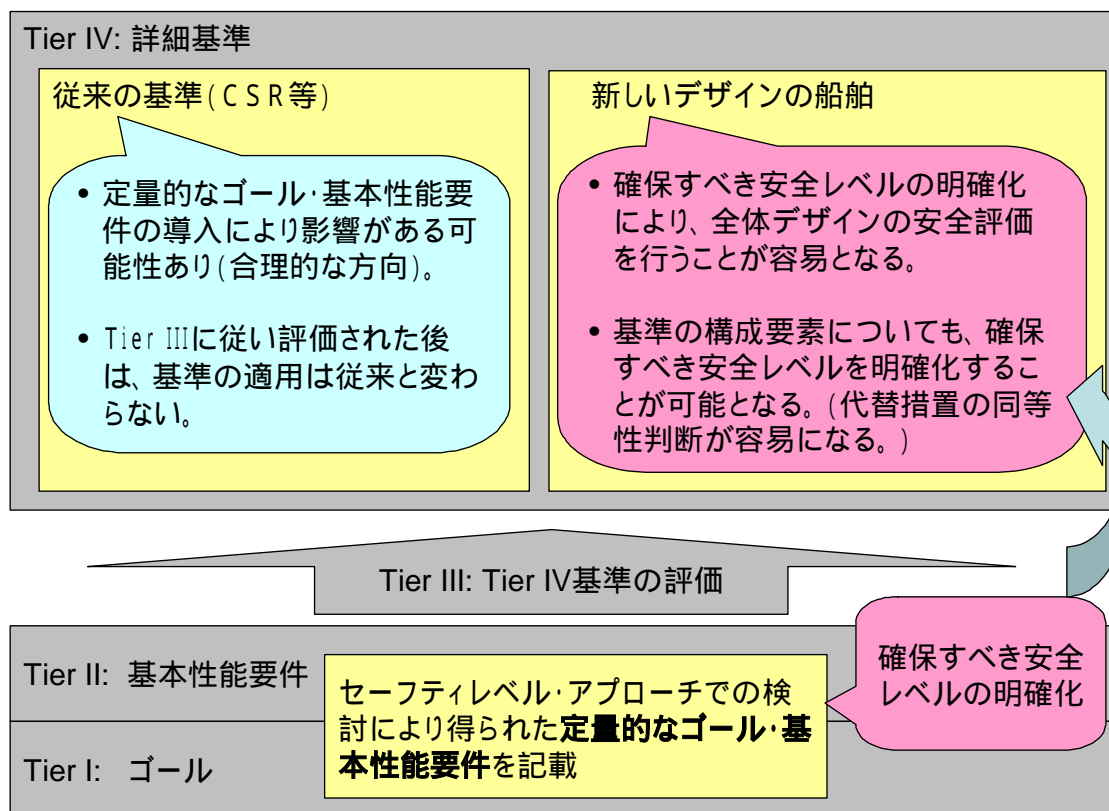 Tier IV: 詳細基準
従来の基準(CSR等)
• 定量的なゴール・基本性能要
件の導入により影響がある可
能性あり(合理的な方向)。
• Tier IIIに従い評価された後
は、基準の適用は従来と変わ
らない。
新しいデザインの船舶
• 確保すべき安全レベルの明確化
により、全体デザインの安全評価
を行うことが容易となる。
• 基準の構成要素についても、確保
すべき安全レベルを明確化するこ
とが可能となる。(代替措置の同等
性判断が容易になる。)
Tier III: Tier IV基準の評価
Tier II: 基本性能要件
セーフティレベル・アプローチでの検
討により得られた定量的なゴール・基
本性能要件を記載
確保すべき安全
レベルの明確化
Tier I: ゴール